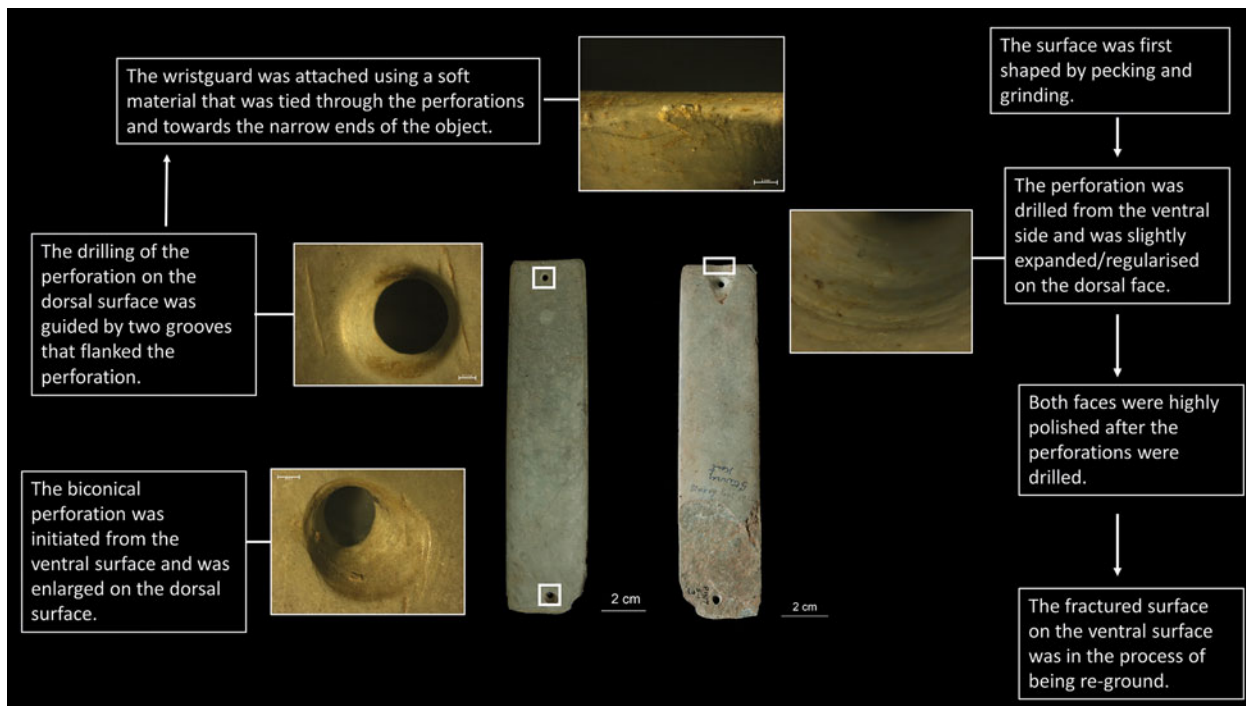 The wristguard was attached using a soft
material that was tied through the perforations
and towards the narrow ends of the object.
The drilling of the
perforation on the
dorsal surface was
guided by two grooves
that flanked the
perforation.
The biconical
perforation was
initiated from the
ventral surface and was
enlarged on the dorsal
surface.
2 cm
2 cm
The surface was first
shaped by pecking and
grinding.
The perforation was
drilled from the ventral
side and was slightly
expanded/regularised
on the dorsal face.
Both faces were highly
polished after the
perforations were
drilled.
The fractured surface
on the ventral surface
was in the process of
being re-ground.